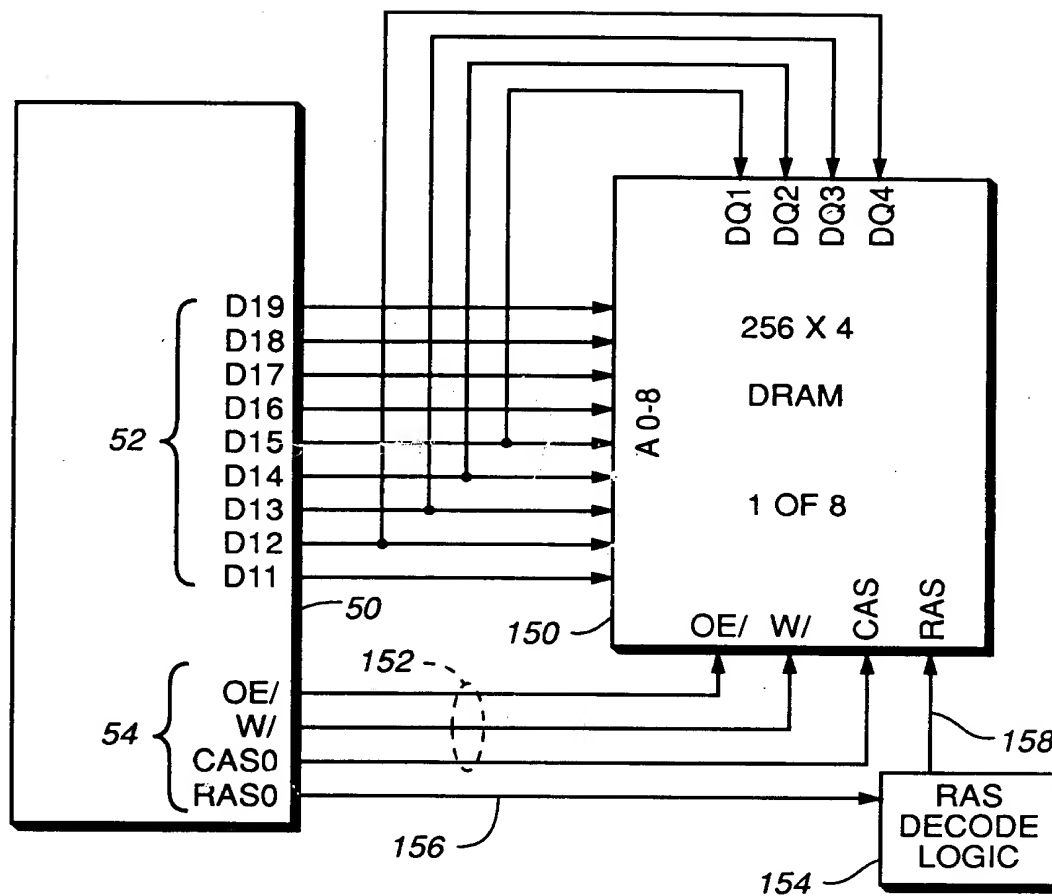 DQ1
DQ2
DQ3
DQ4
D19
D18
D17
D16
D15
D14
D13
D12
D11
52
A 0-8
256 X 4
DRAM
1 OF 8
50
150
OE/ W/ CAS RAS
152
54
OE/
W/
CAS0
RAS0
156
158
RAS
DECODE
LOGIC
154